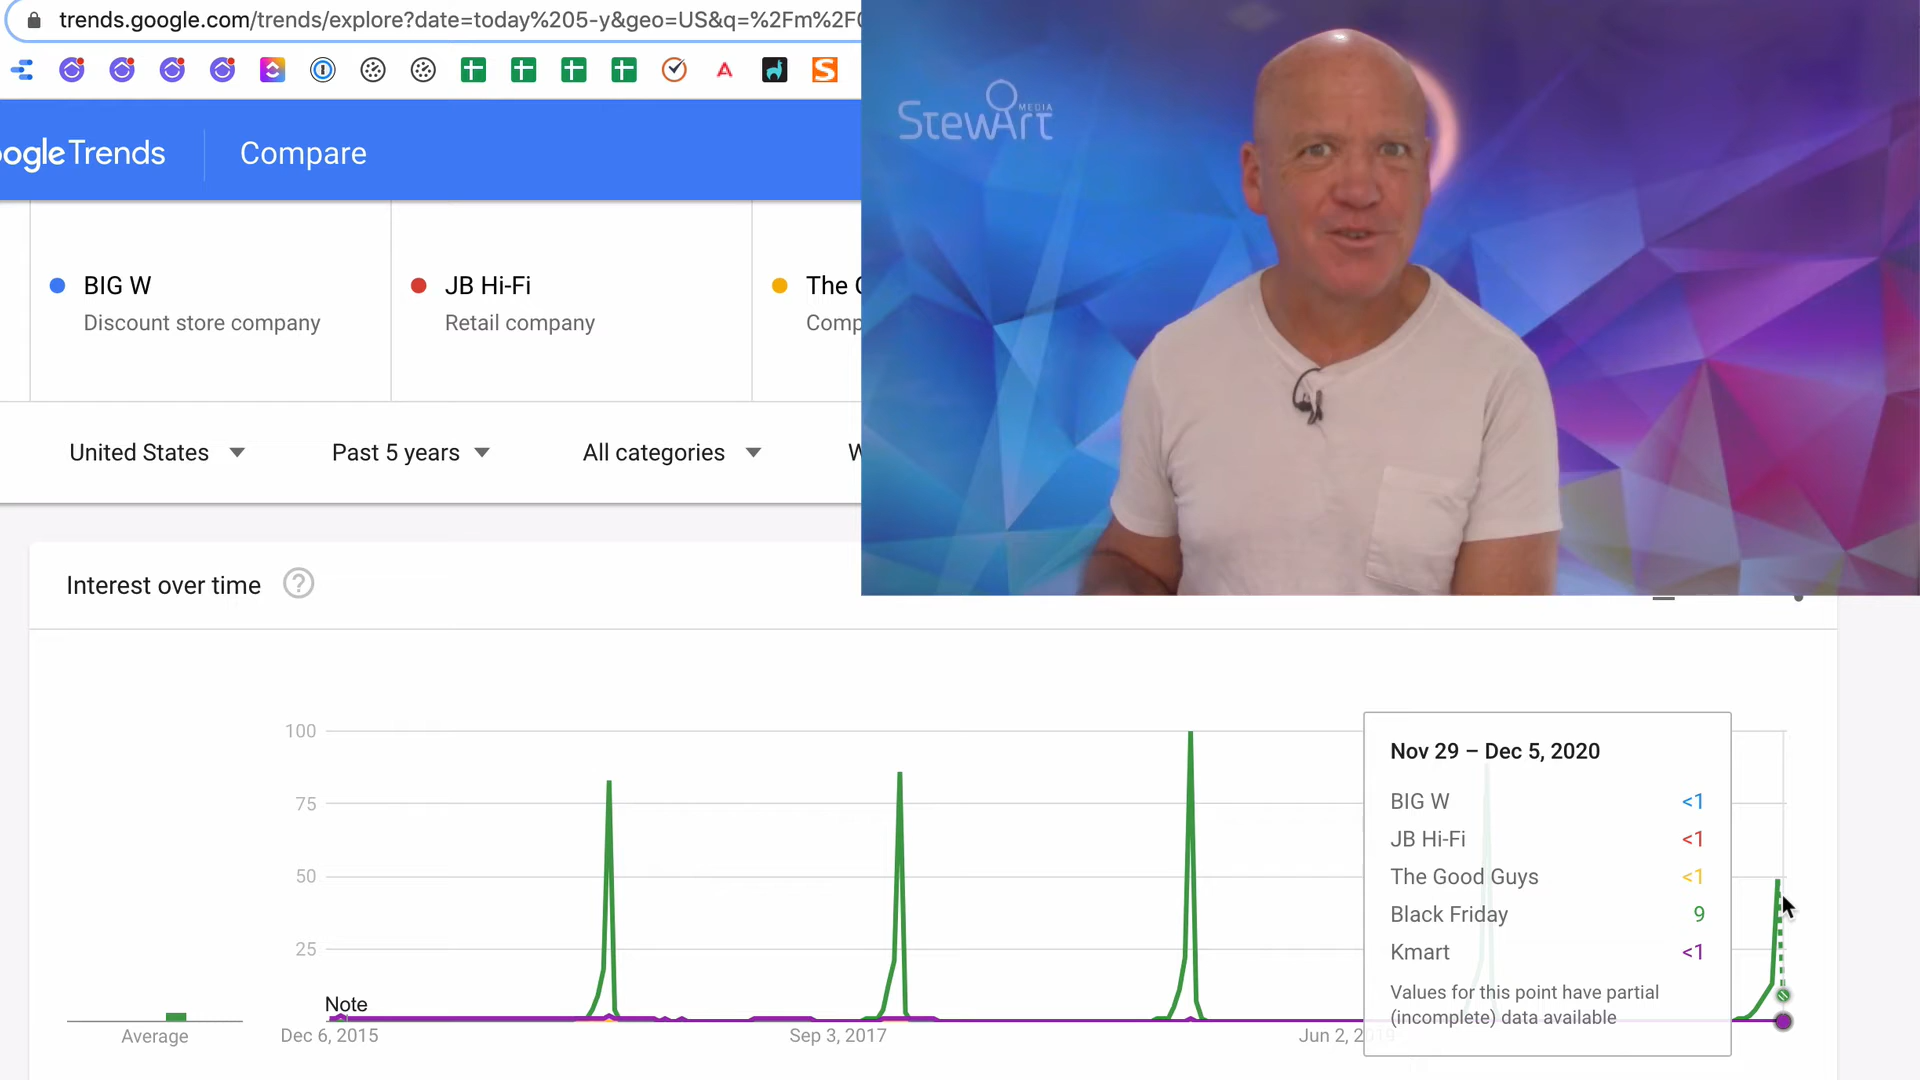 trends.google.com/trends/explore?date=today%205-y&geo=US&q=%2Fm%2F
StewArt
MEDIA
ogle Trends
Compare
BIG W
Discount store company
JB Hi-Fi
Retail company
The
Comp
United States
Past 5 years
All categories
W
Interest over time
?
100
75
50
25
Note
Dec 6, 2015
Sep 3, 2017
Jun 2, 2019
Average
Nov 29 – Dec 5, 2020
BIG W <1
JB Hi-Fi <1
The Good Guys <1
Black Friday 9
Kmart <1
Values for this point have partial
(incomplete) data available